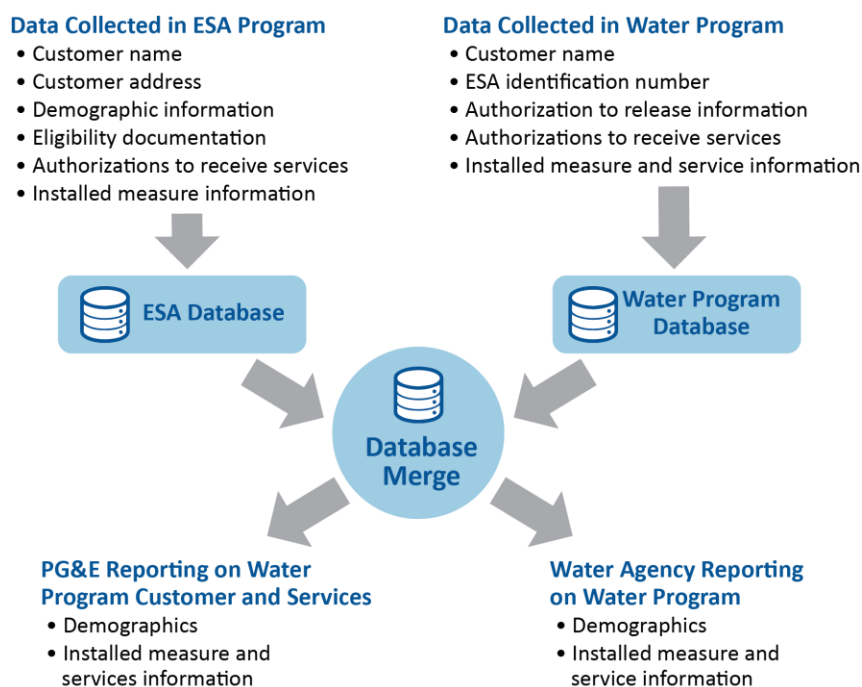 Data Collected in ESA Program
• Customer name
• Customer address
• Demographic information
• Eligibility documentation
• Authorizations to receive services
• Installed measure information
Data Collected in Water Program
• Customer name
• ESA identification number
• Authorization to release information
• Authorizations to receive services
• Installed measure and service information
ESA Database
Water Program
Database
Database
Merge
PG&E Reporting on Water
Program Customer and Services
• Demographics
• Installed measure and
services information
Water Agency Reporting
on Water Program
• Demographics
• Installed measure and
service information